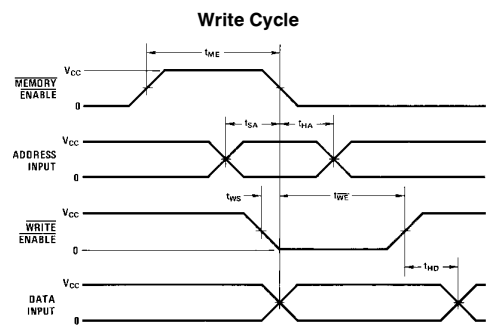 Write Cycle
tME
VCC
MEMORY
ENABLE
0
tSA
tHA
VCC
ADDRESS
INPUT
0
tWS
tWE
VCC
WRITE
ENABLE
0
tHD
VCC
DATA
INPUT
0